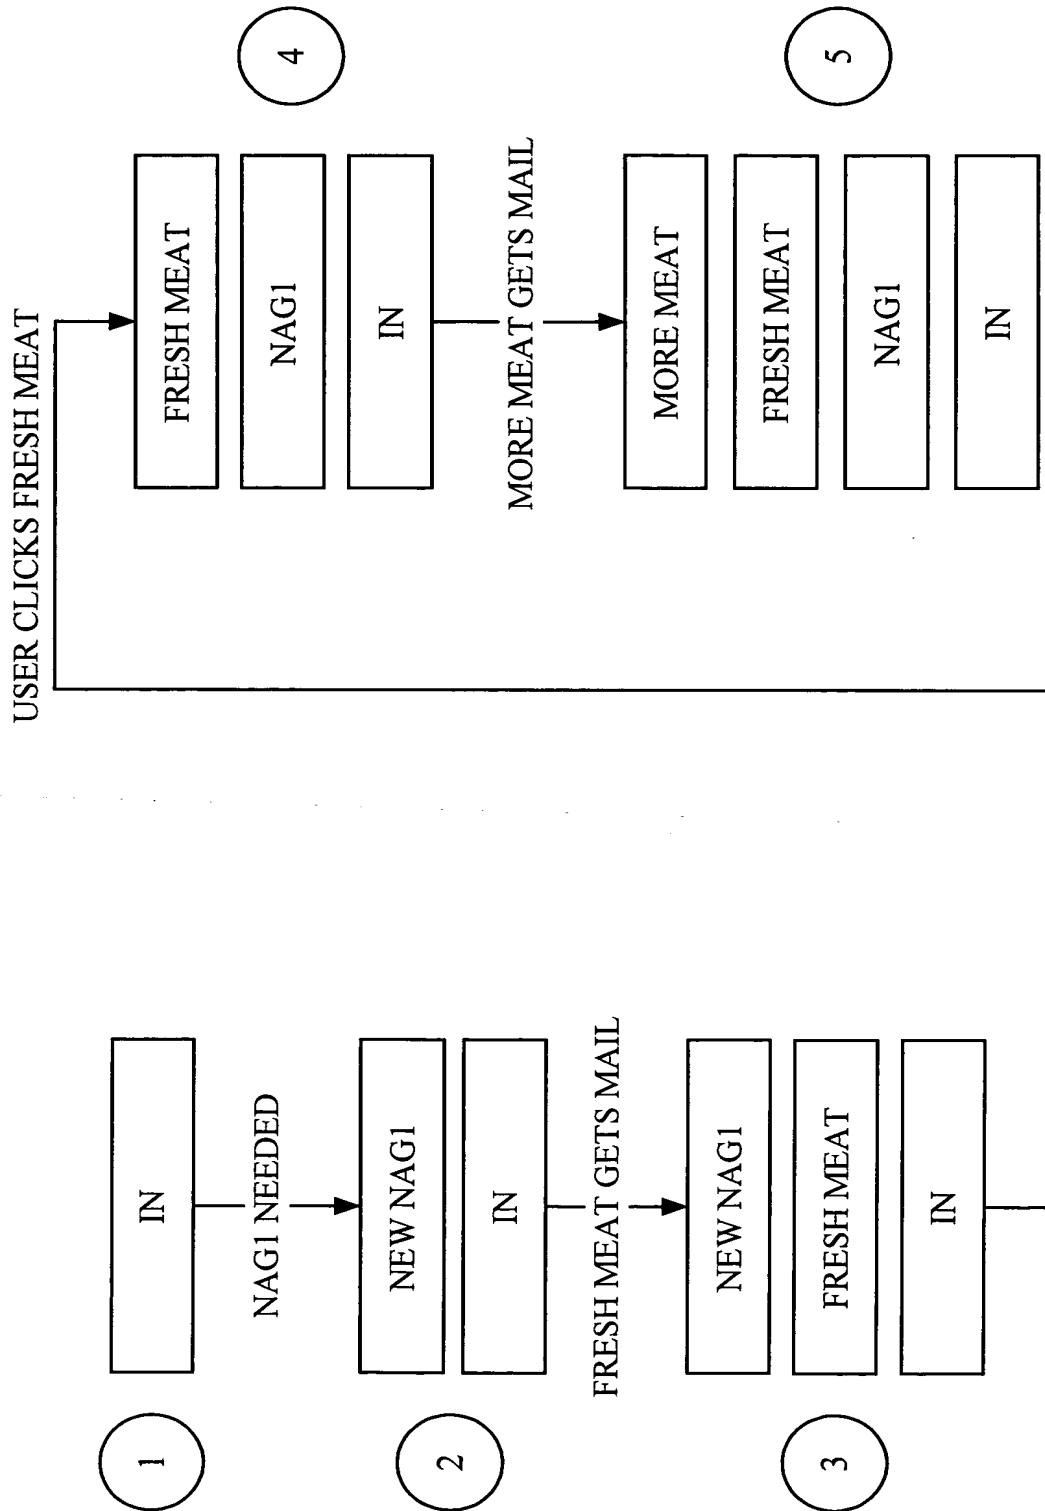 1
IN
NAG1 NEEDED
2
NEW NAG1
IN
FRESH MEAT GETS MAIL
3
NEW NAG1
FRESH MEAT
IN
USER CLICKS FRESH MEAT
4
FRESH MEAT
NAG1
IN
MORE MEAT GETS MAIL
5
MORE MEAT
FRESH MEAT
NAG1
IN